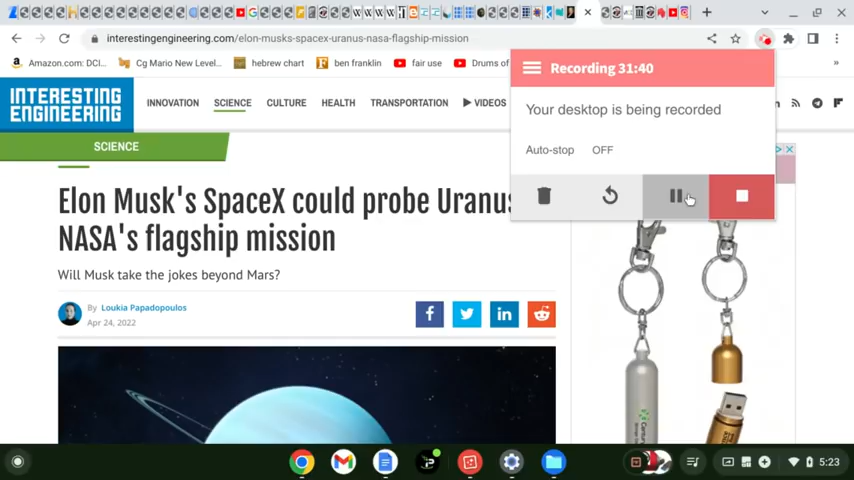 interestingengineering.com/elon-musks-spacex-uranus-nasa-flagship-mission
Amazon.com: DCI...
Cg Mario New Level...
hebrew chart
ben franklin
fair use
Drums of
Recording 31:40
Your desktop is being recorded
Auto-stop OFF
INTERESTING
ENGINEERING
INNOVATION
SCIENCE
CULTURE
HEALTH
TRANSPORTATION
VIDEOS
SCIENCE
Elon Musk's SpaceX could probe Uranus
NASA's flagship mission
Will Musk take the jokes beyond Mars?
By Loukia Papadopoulos
Apr 24, 2022
5:23